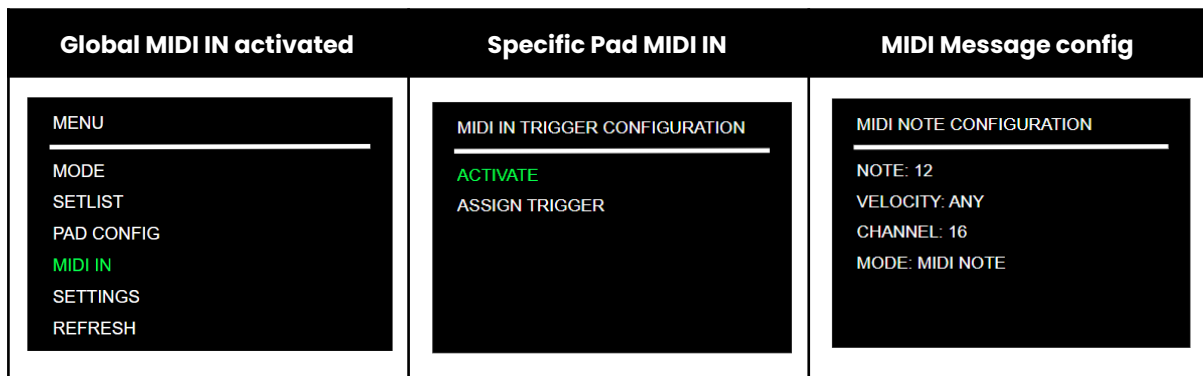 Global MIDI IN activated
Specific Pad MIDI IN
MIDI Message config
MENU
MODE
SETLIST
PAD CONFIG
MIDI IN
SETTINGS
REFRESH
MIDI IN TRIGGER CONFIGURATION
ACTIVATE
ASSIGN TRIGGER
MIDI NOTE CONFIGURATION
NOTE: 12
VELOCITY: ANY
CHANNEL: 16
MODE: MIDI NOTE